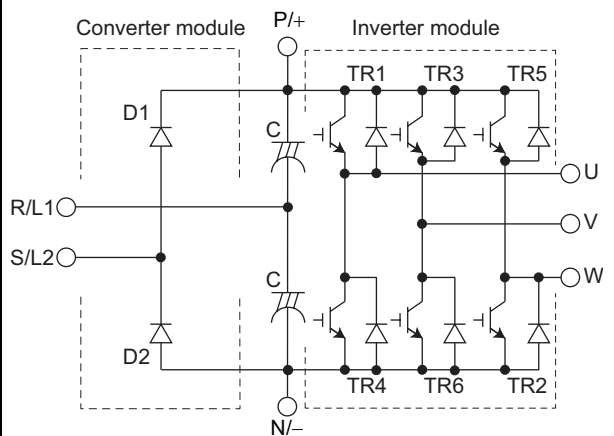 Converter module
P/+
Inverter module
TR1
TR3
TR5
D1
C
U
R/L1
V
S/L2
W
C
D2
TR4
TR6
TR2
N/–